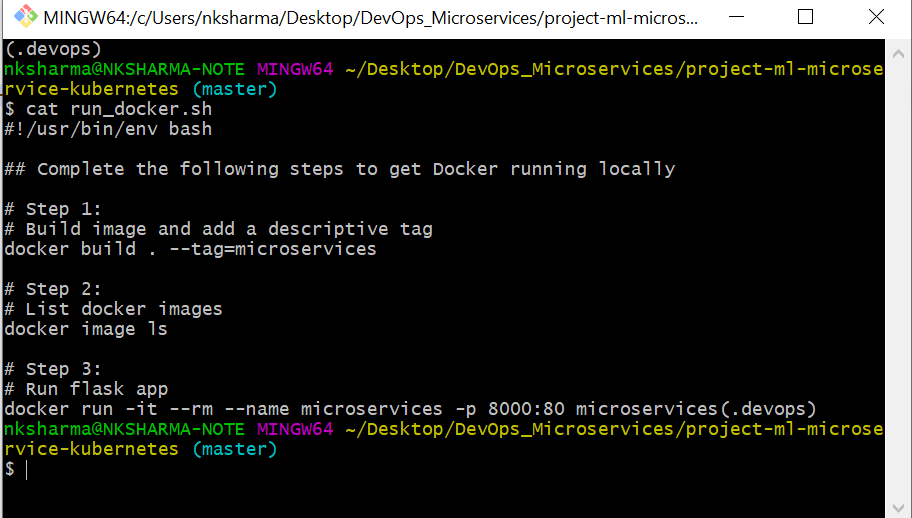 MINGW64:/c/Users/nksharma/Desktop/DevOps_Microservices/project-ml-micros...
(.devops)
nksharma@NKSHARMA-NOTE MINGW64 ~/Desktop/DevOps_Microservices/project-ml-microse
rvice-kubernetes (master)
$ cat run_docker.sh
#!/usr/bin/env bash

## Complete the following steps to get Docker running locally

# Step 1:
# Build image and add a descriptive tag
docker build . --tag=microservices

# Step 2:
# List docker images
docker image ls

# Step 3:
# Run flask app
docker run -it --rm --name microservices -p 8000:80 microservices(.devops)
nksharma@NKSHARMA-NOTE MINGW64 ~/Desktop/DevOps_Microservices/project-ml-microse
rvice-kubernetes (master)
$